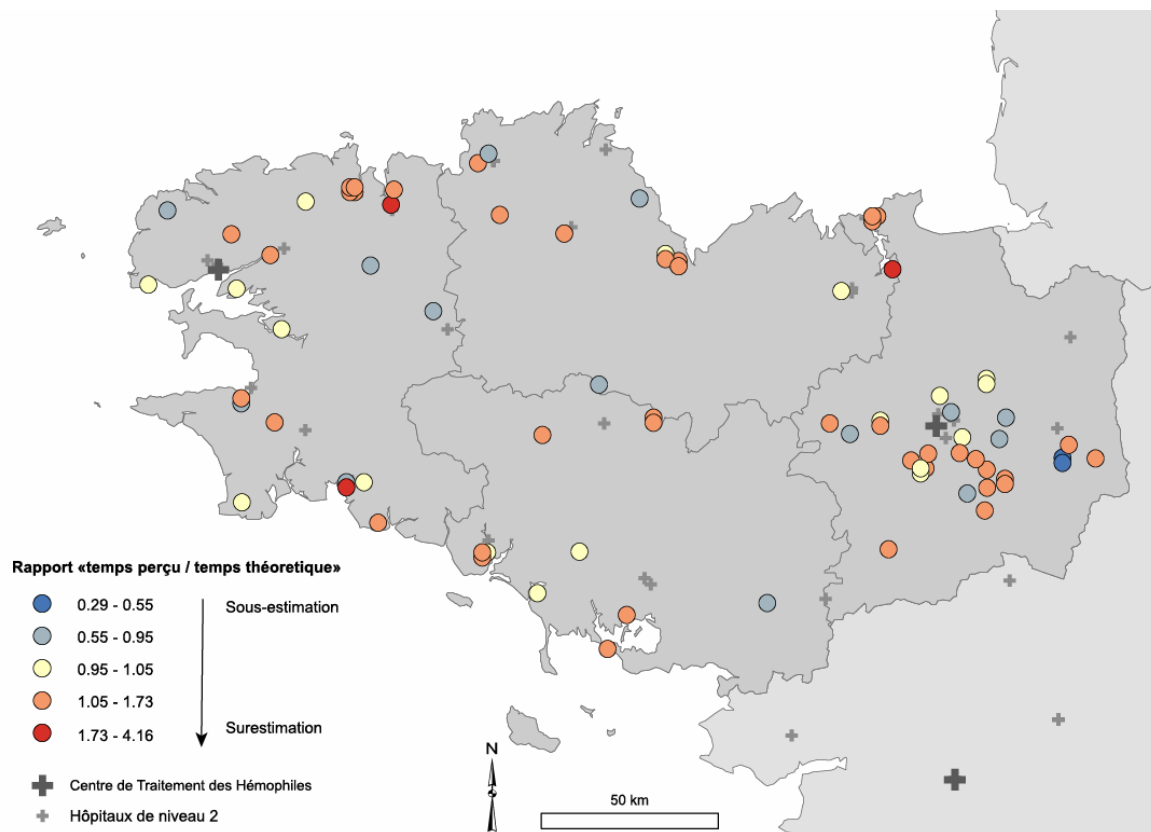 Rapport «temps perçu / temps théoretique»
0.29 - 0.55
Sous-estimation
0.55 - 0.95
0.95 - 1.05
1.05 - 1.73
1.73 - 4.16
Surestimation
Centre de Traitement des Hémophiles
Hôpitaux de niveau 2
N
50 km